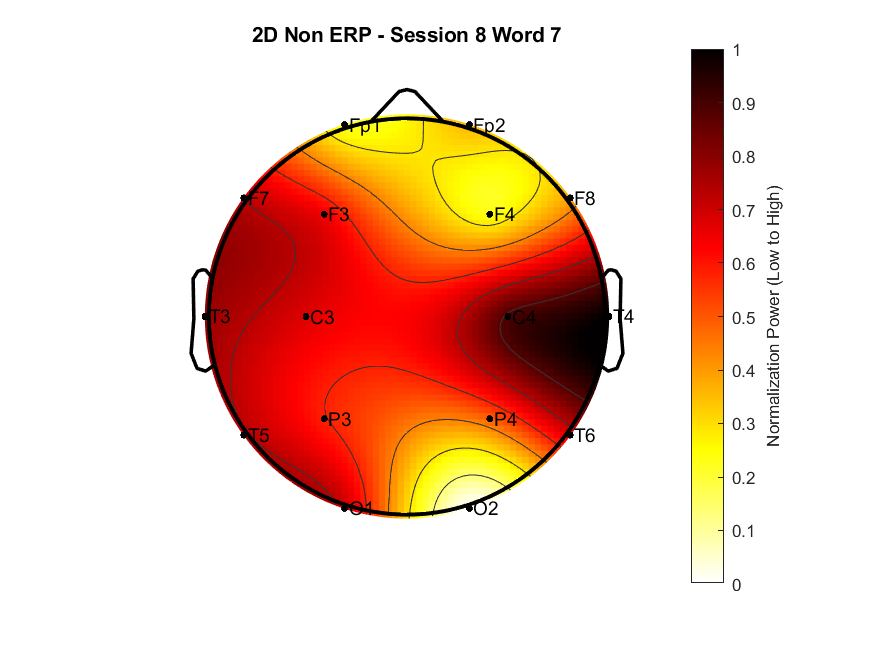 2D Non ERP - Session 8 Word 7
1
Fp1 Fp2
0.9
0.8
F7 F8
F3 F4
0.7
0.6
T3 C3 C4 T4
0.5
0.4
P3 P4
0.3
T5 T6
0.2
O1 O2
0.1
0
Normalization Power (Low to High)